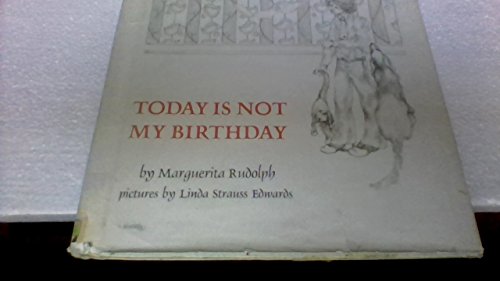 TODAY IS NOT
MY BIRTHDAY
by Marguerita Rudolph
pictures by Linda Strauss Edwards